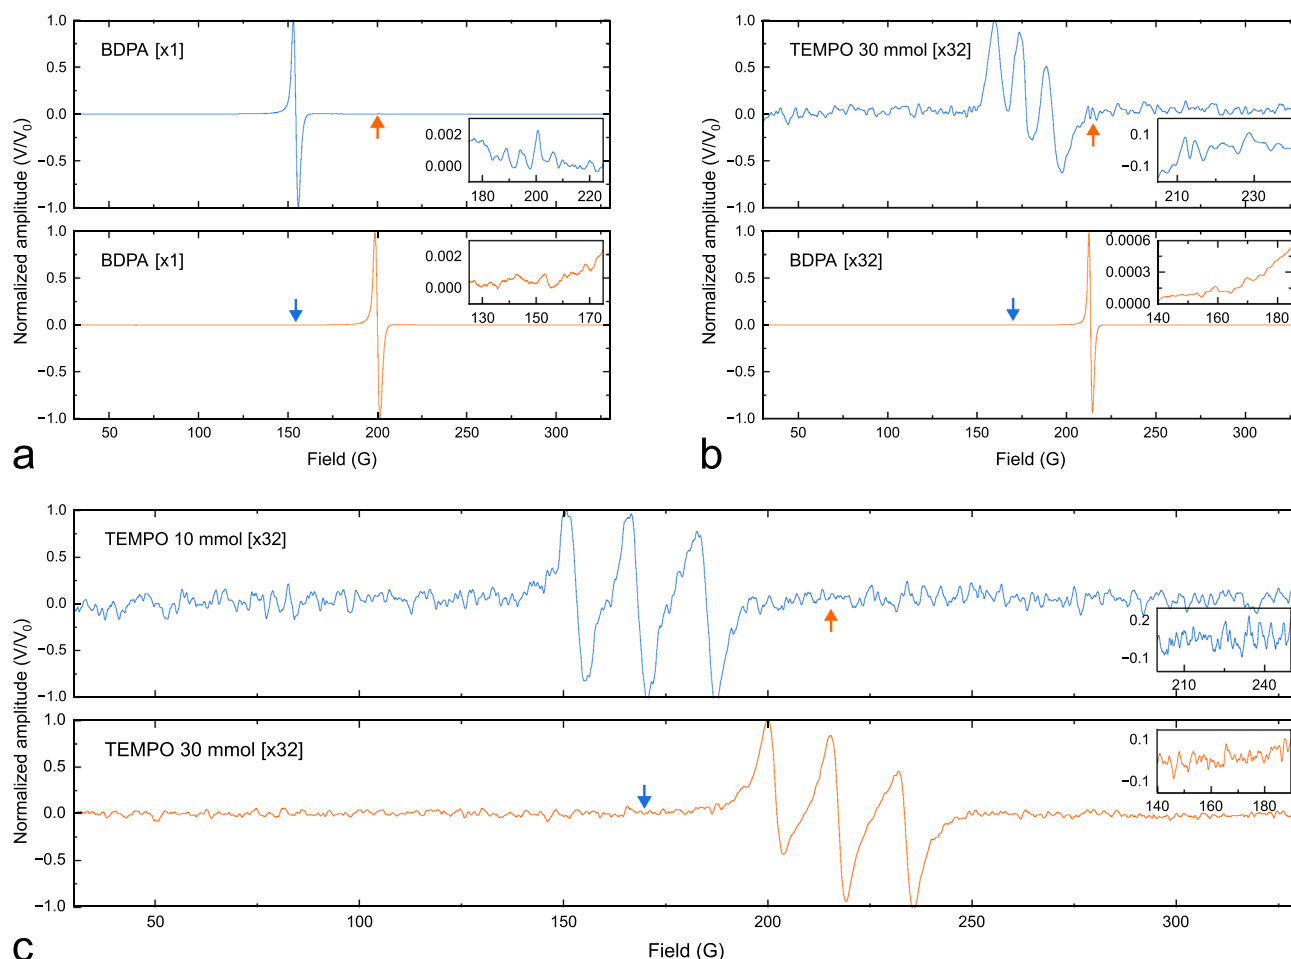 BDPA [x1]
1.0
0.5
0.0
−0.5
−1.0
0.002
0.000
180 200 220
BDPA [x1]
1.0
0.5
0.0
−0.5
−1.0
0.002
0.000
130 150 170
50 100 150 200 250 300
Normalized amplitude (V/V0)
Field (G)
a
TEMPO 30 mmol [x32]
1.0
0.5
0.0
−0.5
−1.0
0.1
−0.1
210 230
BDPA [x32]
1.0
0.5
0.0
−0.5
−1.0
0.0006
0.0003
0.0000
140 160 180
50 100 150 200 250 300
Normalized amplitude (V/V0)
Field (G)
b
TEMPO 10 mmol [x32]
1.0
0.5
0.0
−0.5
−1.0
0.2
−0.1
210 240
TEMPO 30 mmol [x32]
1.0
0.5
0.0
−0.5
−1.0
0.1
−0.1
140 160 180
50 100 150 200 250 300
Normalized amplitude (V/V0)
Field (G)
c